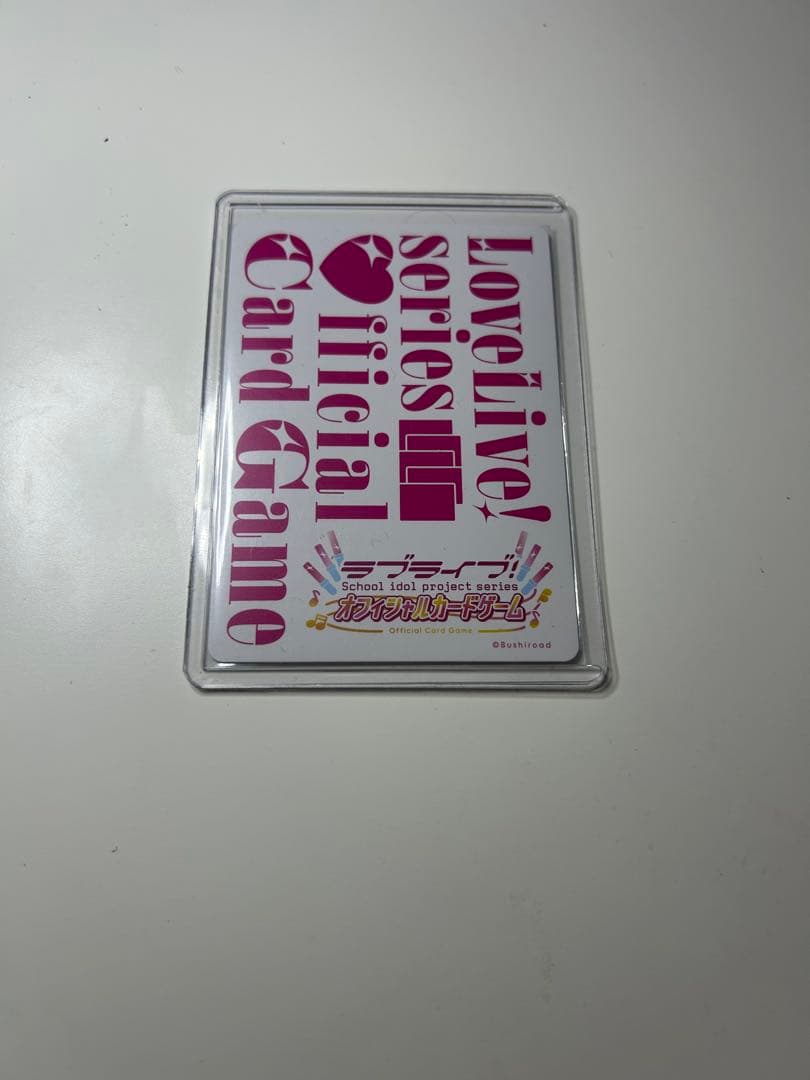 LoveLive!
series
♥fficial
Card Game
ラブライブ!
School idol project series
オフィシャルカードゲーム
Official Card Game
©Bushiroad